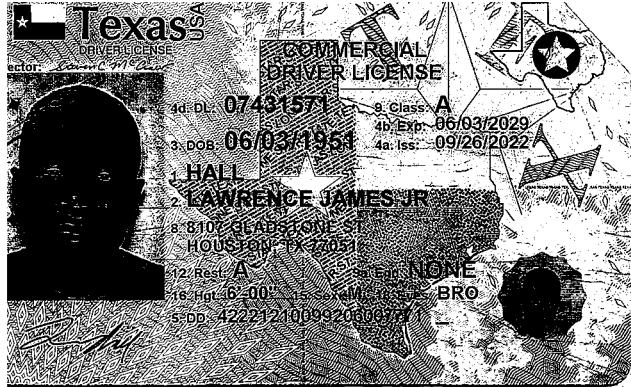 Texas USA
DRIVER LICENSE
COMMERCIAL
DRIVER LICENSE
4d. DL: 07431571 9. Class: A
4b. Exp: 06/03/2029
3. DOB: 06/03/1951 4a. Iss: 09/26/2022
1. HALL
2. LAWRENCE JAMES JR
8. 8107 GLADSTONE ST
HOUSTON, TX 77051
12. Rest: A 9a. End: NONE
16. Hgt: 6'-00" 15. Sex: M 18. Eyes: BRO
5. DD: